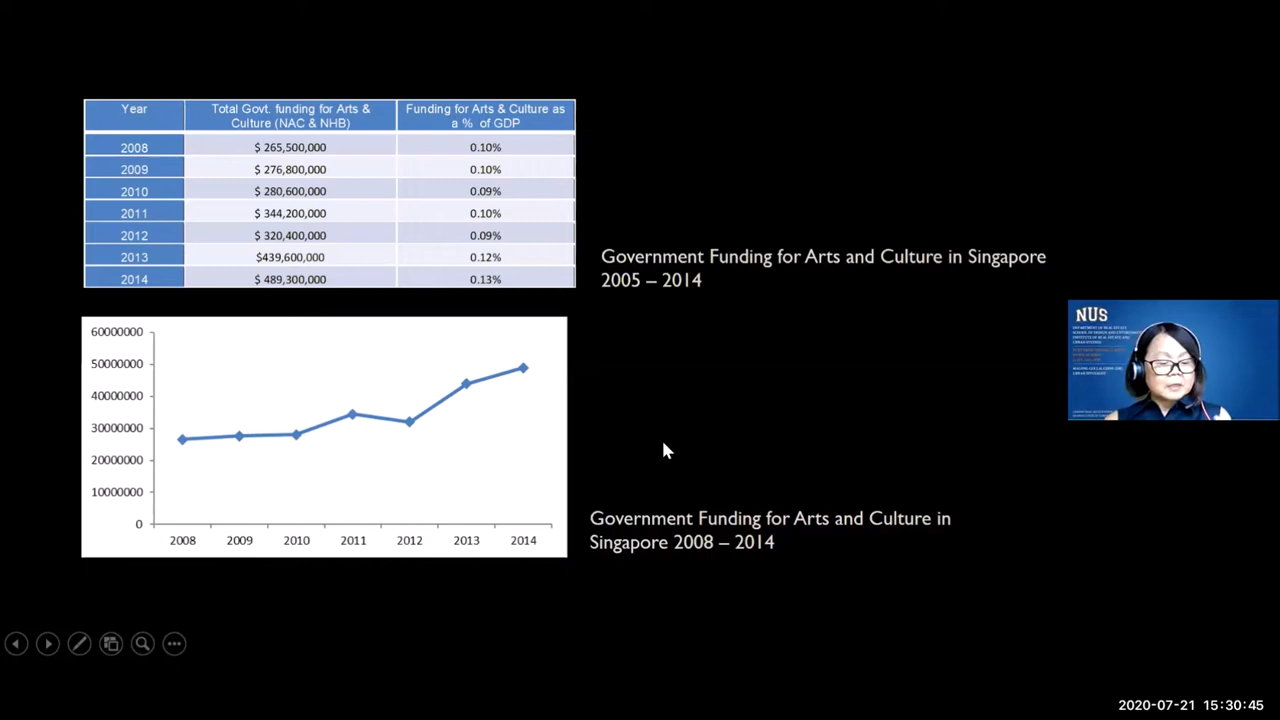 Year Total Govt. funding for Arts & Culture (NAC & NHB) Funding for Arts & Culture as a % of GDP
2008 $ 265,500,000 0.10%
2009 $ 276,800,000 0.10%
2010 $ 280,600,000 0.09%
2011 $ 344,200,000 0.10%
2012 $ 320,400,000 0.09%
2013 $439,600,000 0.12%
2014 $ 489,300,000 0.13%
Government Funding for Arts and Culture in Singapore
2005 – 2014
NUS
60000000
50000000
40000000
30000000
20000000
10000000
0
2008 2009 2010 2011 2012 2013 2014
Government Funding for Arts and Culture in
Singapore 2008 – 2014
2020-07-21 15:30:45